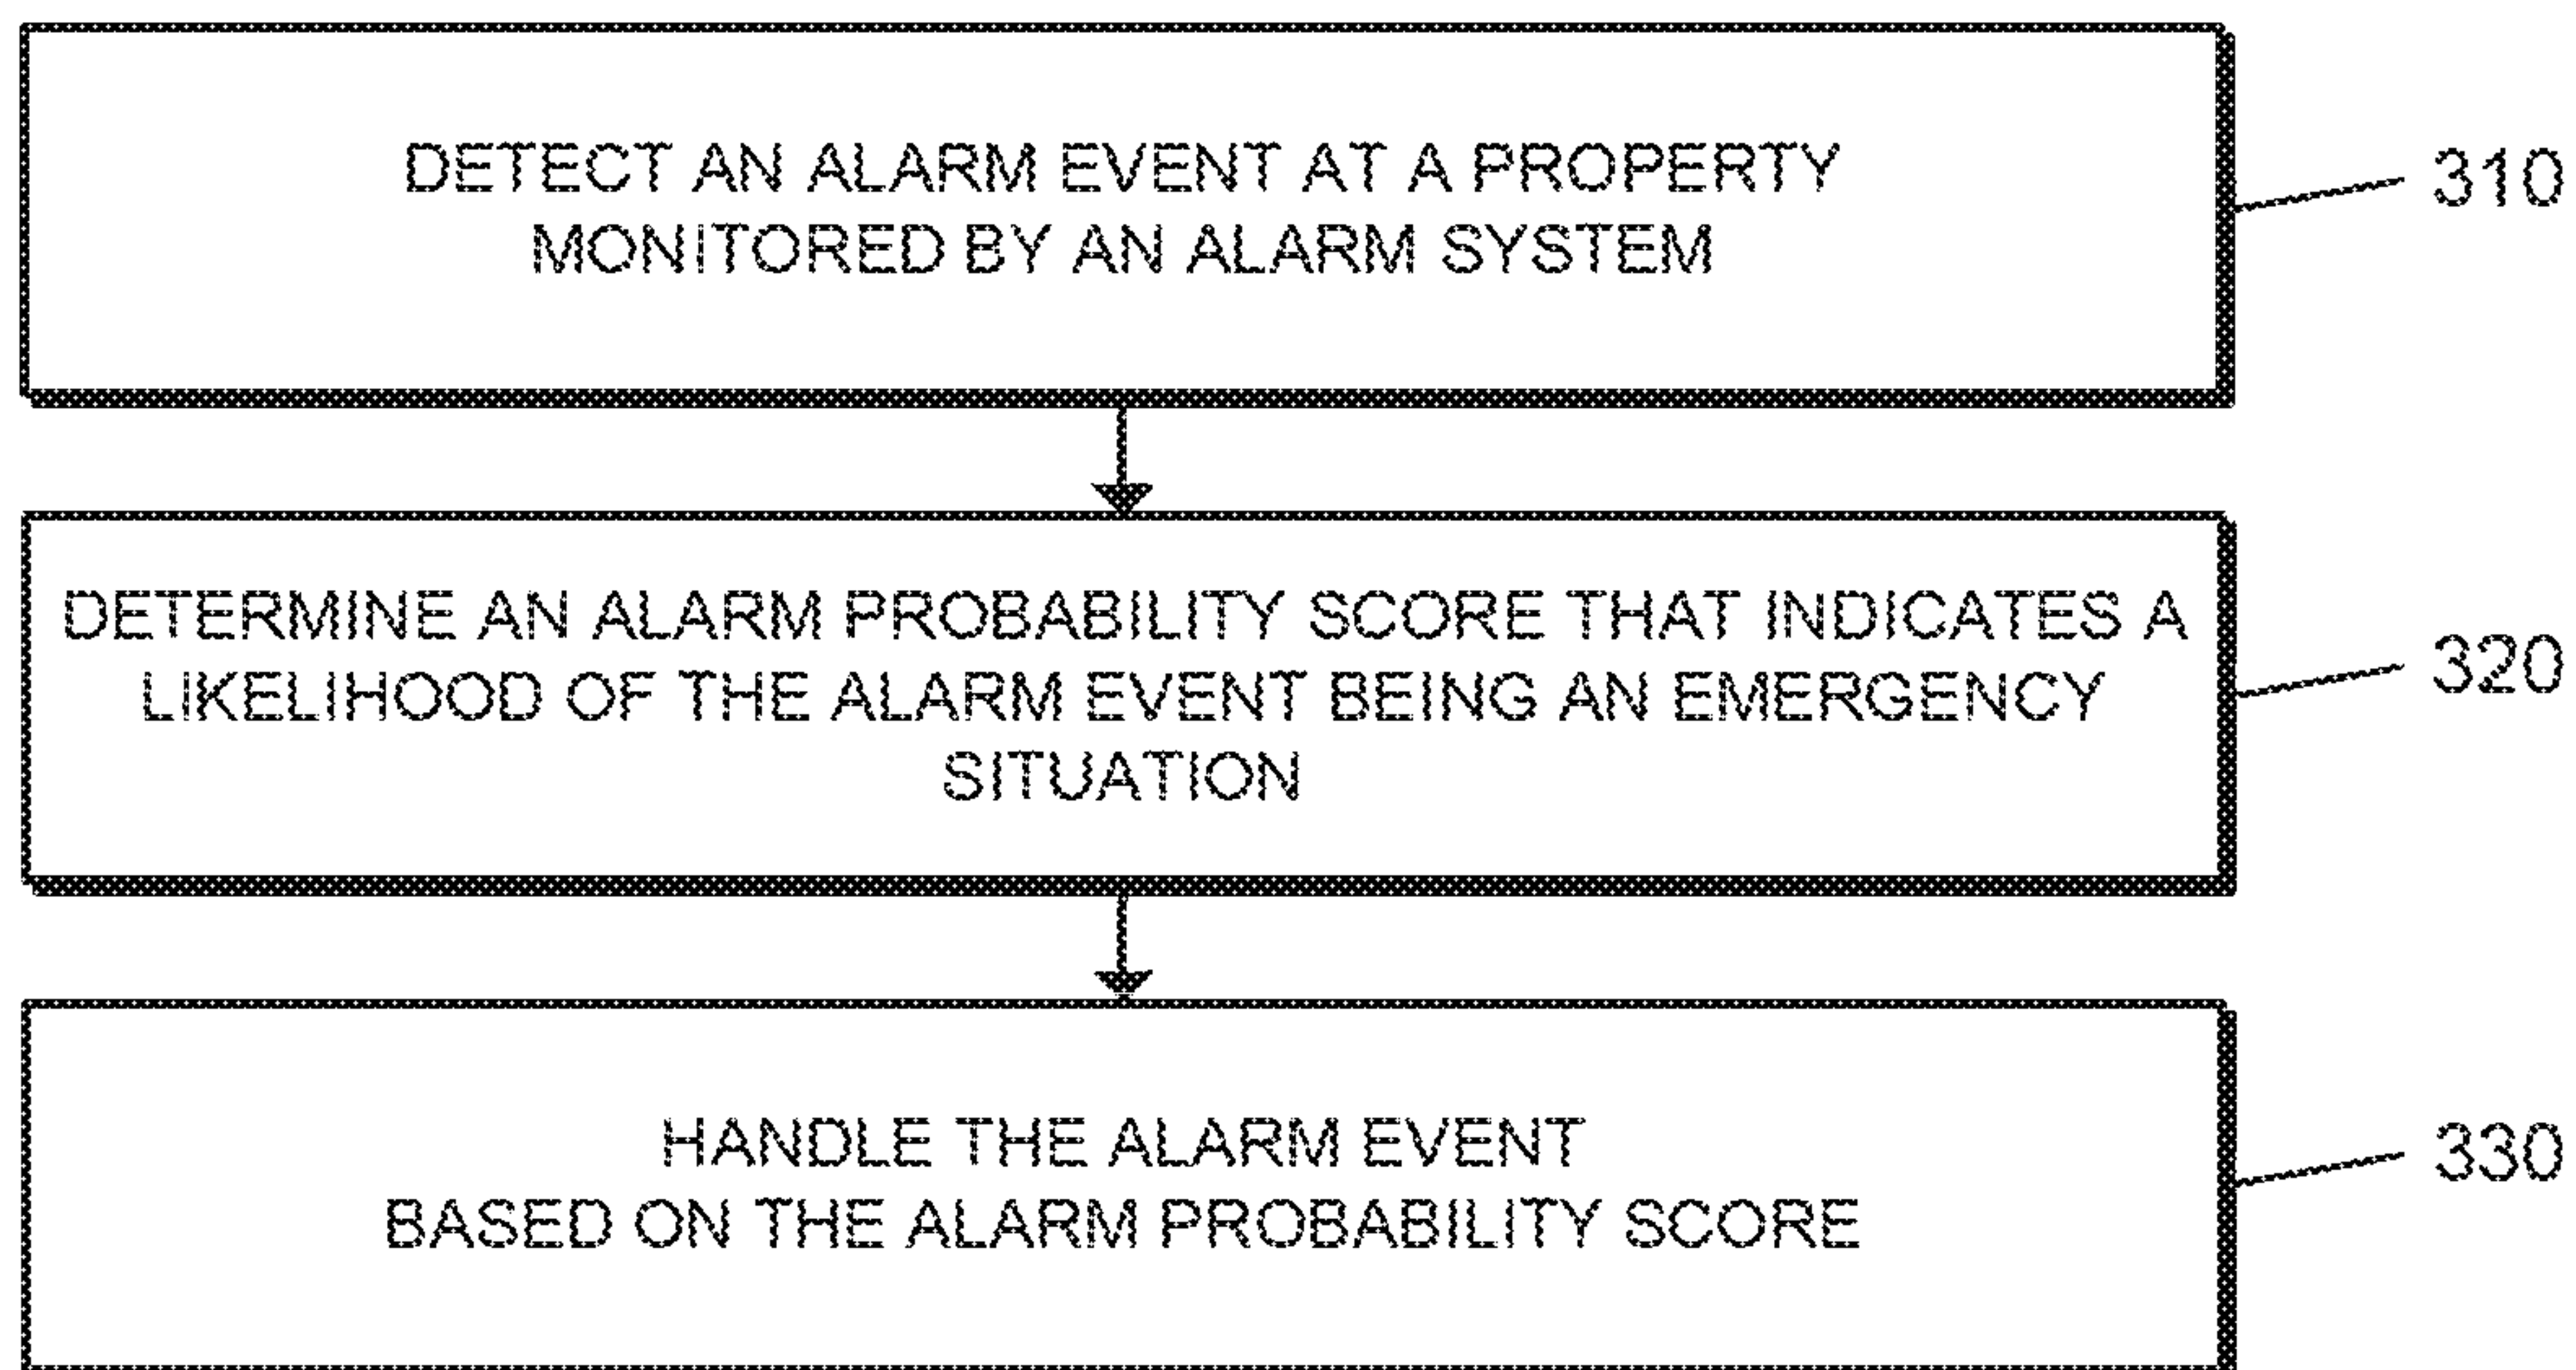 DETECT AN ALARM EVENT AT A PROPERTY
MONITORED BY AN ALARM SYSTEM
310
DETERMINE AN ALARM PROBABILITY SCORE THAT INDICATES A
LIKELIHOOD OF THE ALARM EVENT BEING AN EMERGENCY
SITUATION
320
HANDLE THE ALARM EVENT
BASED ON THE ALARM PROBABILITY SCORE
330